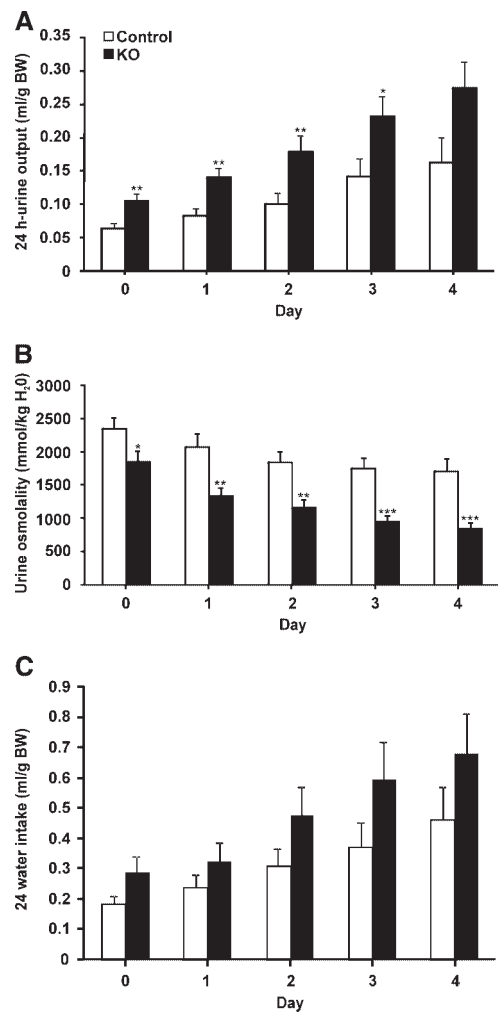 A
Control
KO
24 h-urine output (ml/g BW)
0.35
0.30
0.25
0.20
0.15
0.10
0.05
0
**
**
**
*
0 1 2 3 4
Day
B
Urine osmolality (mmol/kg H20)
3000
2500
2000
1500
1000
500
0
*
**
**
***
***
0 1 2 3 4
Day
C
24 water intake (ml/g BW)
0.9
0.8
0.7
0.6
0.5
0.4
0.3
0.2
0.1
0
0 1 2 3 4
Day